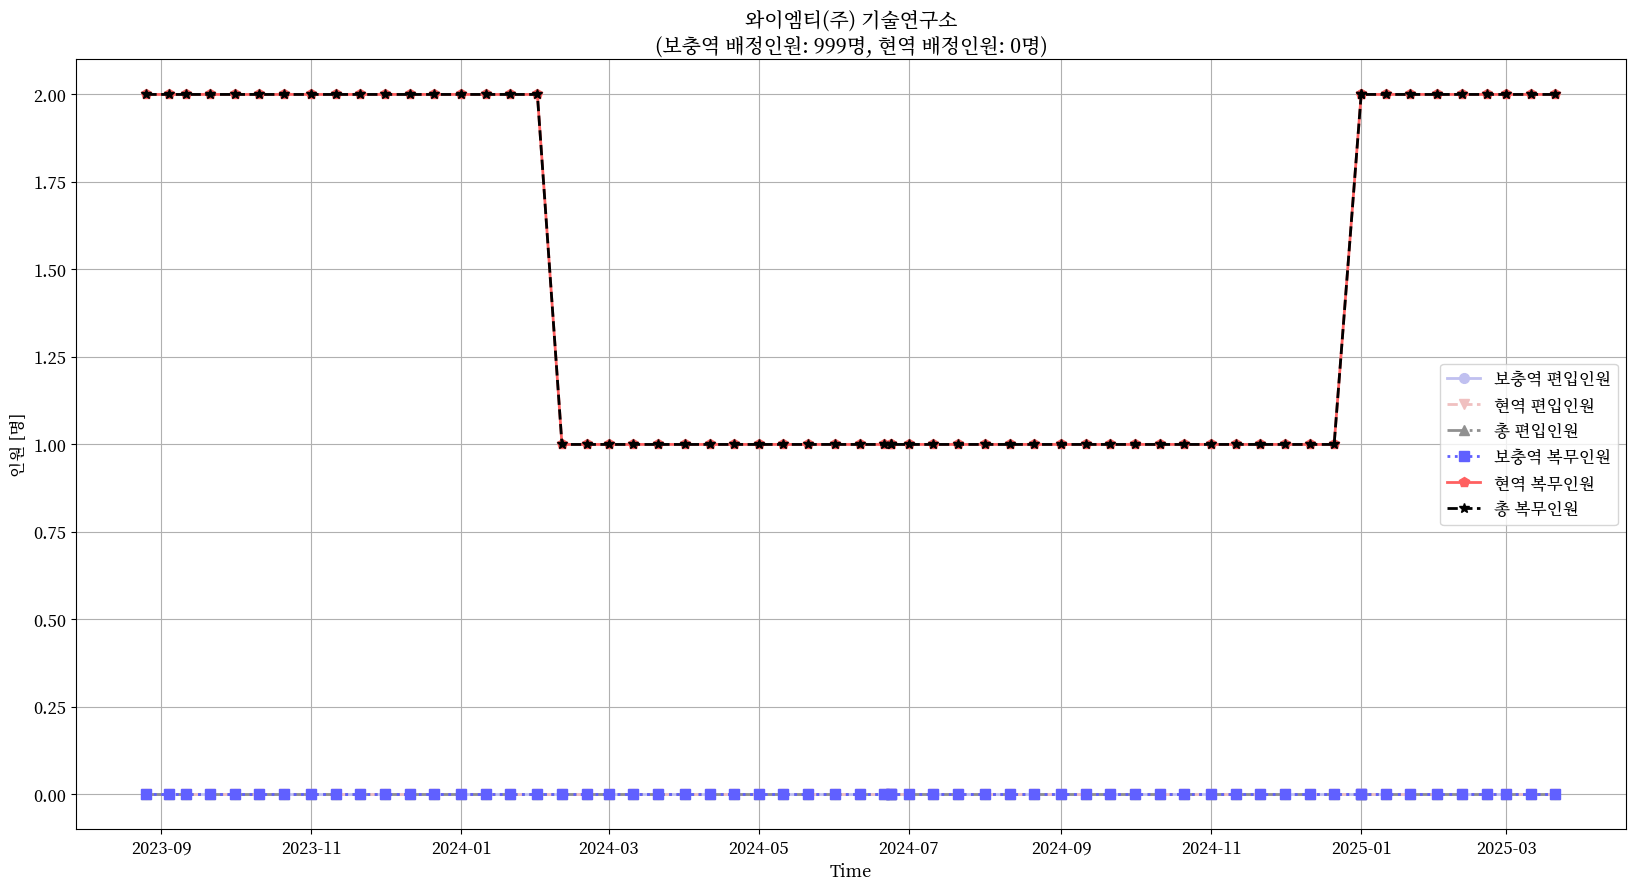 와이엠티(주) 기술연구소
(보충역 배정인원: 999명, 현역 배정인원: 0명)
2.00
1.75
1.50
1.25
1.00
0.75
0.50
0.25
0.00
인원 [명]
보충역 편입인원
현역 편입인원
총 편입인원
보충역 복무인원
현역 복무인원
총 복무인원
2023-09 2023-11 2024-01 2024-03 2024-05 2024-07 2024-09 2024-11 2025-01 2025-03
Time